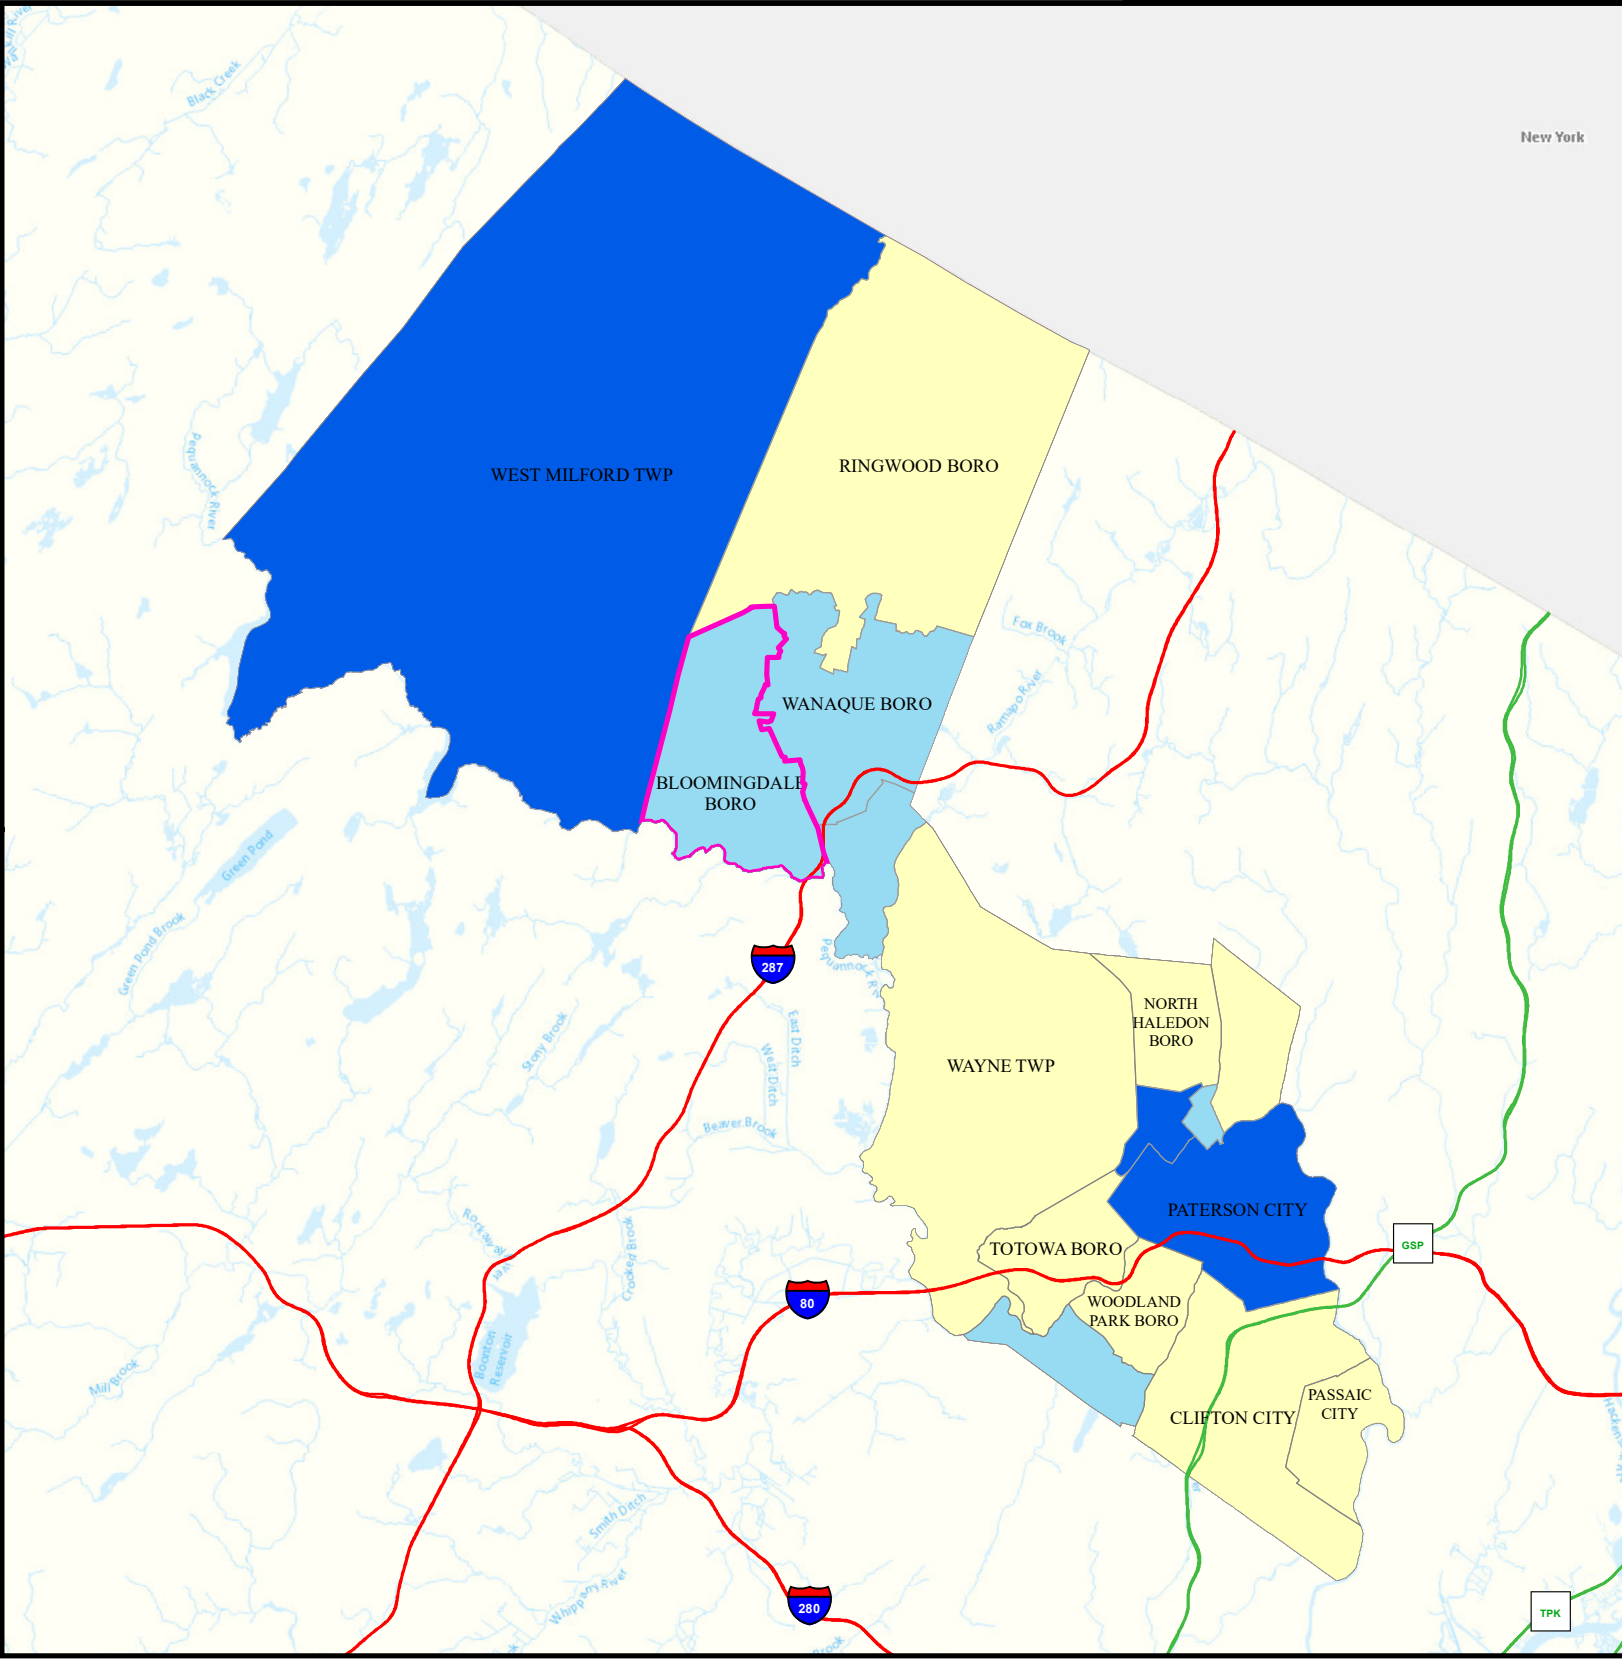 Black Creek
New York
Pequannock River
WEST MILFORD TWP
RINGWOOD BORO
Fox Brook
Ramapo River
WANAQUE BORO
BLOOMINGDALE
BORO
Green Pond
Green Pond Brook
Pequannock
287
NORTH
HALEDON
BORO
Stony Brook
East Ditch
West Ditch
WAYNE TWP
Beaver Brook
PATERSON CITY
Crooked Brook
TOTOWA BORO
GSP
80
WOODLAND
PARK BORO
Boonton
Reservoir
Mill Brook
PASSAIC
CITY
CLIFTON CITY
Smith Ditch
Whippany River
280
TPK